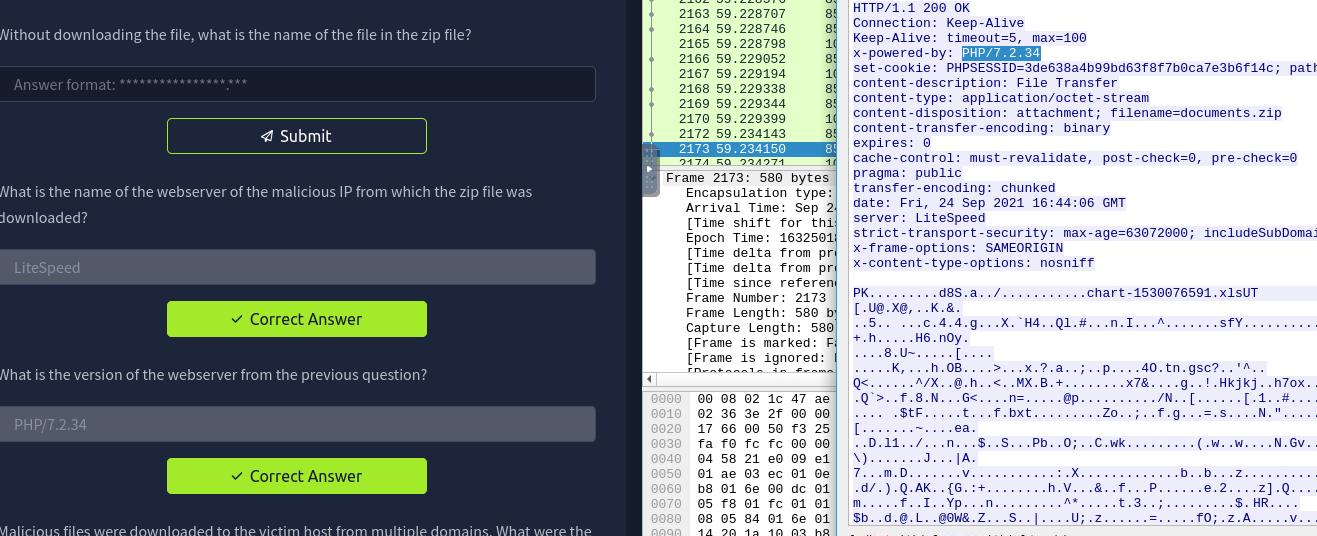 Without downloading the file, what is the name of the file in the zip file?
Answer format: *****************.***
Submit
What is the name of the webserver of the malicious IP from which the zip file was
downloaded?
LiteSpeed
Correct Answer
What is the version of the webserver from the previous question?
PHP/7.2.34
Correct Answer
Malicious files were downloaded to the victim host from multiple domains. What were the
2163 59.228707 85
2164 59.228746 85
2165 59.228798 10
2166 59.229052 85
2167 59.229194 10
2168 59.229338 85
2169 59.229344 85
2170 59.229399 10
2172 59.234143 85
2173 59.234150 85
2174 59.234271 10
Frame 2173: 580 bytes
Encapsulation type:
Arrival Time: Sep 24
[Time shift for this
Epoch Time: 16325018
[Time delta from pre
[Time delta from pre
[Time since referenc
Frame Number: 2173
Frame Length: 580 by
Capture Length: 580
[Frame is marked: Fa
[Frame is ignored:
0000 00 08 02 1c 47 ae
0010 02 36 3e 2f 00 00
0020 17 66 00 50 f3 25
0030 fa f0 fc fc 00 00
0040 04 58 21 e0 09 e1
0050 01 ae 03 ec 01 0e
0060 b8 01 6e 00 dc 01
0070 05 f8 01 fc 01 01
0080 08 05 84 01 6e 01
0090 14 20 1a 10 03 b8
HTTP/1.1 200 OK
Connection: Keep-Alive
Keep-Alive: timeout=5, max=100
x-powered-by: PHP/7.2.34
set-cookie: PHPSESSID=3de638a4b99bd63f8f7b0ca7e3b6f14c; path
content-description: File Transfer
content-type: application/octet-stream
content-disposition: attachment; filename=documents.zip
content-transfer-encoding: binary
expires: 0
cache-control: must-revalidate, post-check=0, pre-check=0
pragma: public
transfer-encoding: chunked
date: Fri, 24 Sep 2021 16:44:06 GMT
server: LiteSpeed
strict-transport-security: max-age=63072000; includeSubDomai
x-frame-options: SAMEORIGIN
x-content-type-options: nosniff
PK.........d8S.a../...........chart-1530076591.xlsUT
[.U@.X@,..K.&.
..5.. ...c.4.4.g...X.`H4..Ql.#...n.I...^.......sfY..........
+.h.....H6.nOy.
....8.U~.....[....
.....K,...h.OB....>...x.?.a..;..p....4O.tn.gsc?..'^..
Q<......^/X..@.h..<..MX.B.+........x7&....g..!.Hkjkj..h7ox..
.Q`>..f.8.N...G<....n=.....@p........../N..[......[.1..#....
.... .$tF.....t...f.bxt.........Zo..;..f.g...=.s....N.".....
[.......~....ea.
..D.l1../...n...$..S...Pb..O;..C.wk.........(.w..w....N.Gv..
\).......J...|A.
7...m.D.......v...........:.X.............b..b...z..........
.d/.).Q.AK..{G.:+........h.V...&..f...P......e.2....z].Q....
m.....f..I..Yp...n.........^*.....t.3..;.........$.HR....
$b..d.@.L..@0W&.Z...S..|....U;.z......=.....fO;.z.A.....v...